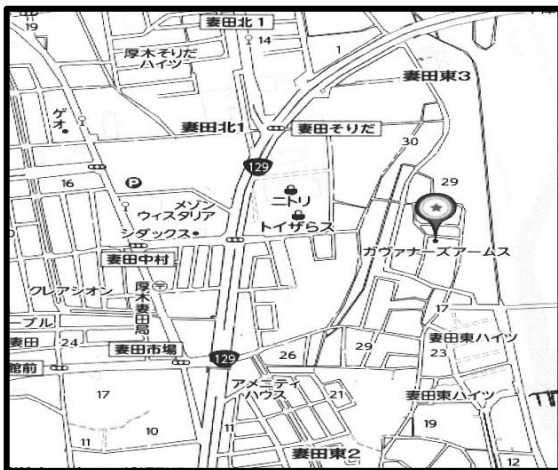 19
妻田北1
14
厚木そりだ
ハイツ
1
妻田東3
ゲオ
妻田北1
妻田そりだ
30
129
16
P
29
メゾン
ウィスタリア
ニトリ
トイザらス
シダックス
ガヴァナーズアームス
妻田中村
クレアシオン
厚木妻田局
〒
17
ーブル
妻田
24
妻田市場
129
26
29
妻田東ハイツ
23
館前
アメニティ
ハウス
17
21
妻田東ハイツ
11
10
11
19
妻田東2
12